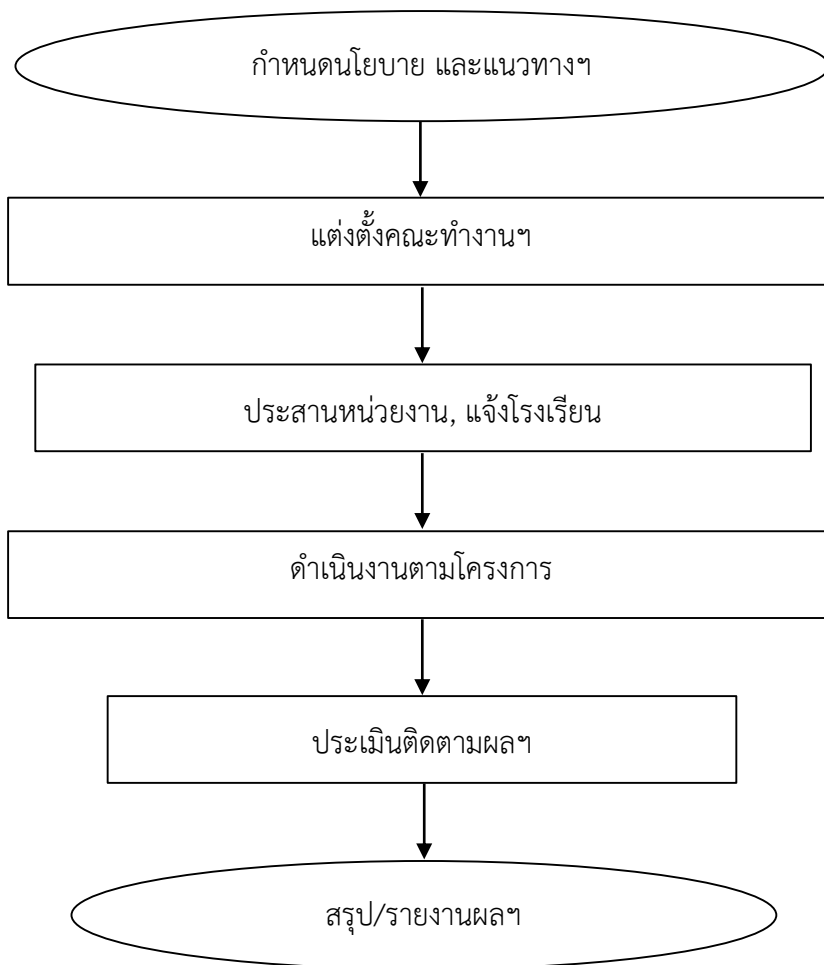 กำหนดนโยบาย และแนวทางฯ
แต่งตั้งคณะทำงานฯ
ประสานหน่วยงาน, แจ้งโรงเรียน
ดำเนินงานตามโครงการ
ประเมินติดตามผลฯ
สรุป/รายงานผลฯ